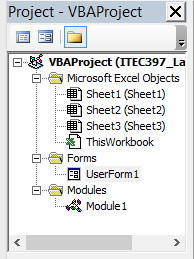 Project - VBAProject
VBAProject (ITEC397_La
Microsoft Excel Objects
Sheet1 (Sheet1)
Sheet2 (Sheet2)
Sheet3 (Sheet3)
ThisWorkbook
Forms
UserForm1
Modules
Module1